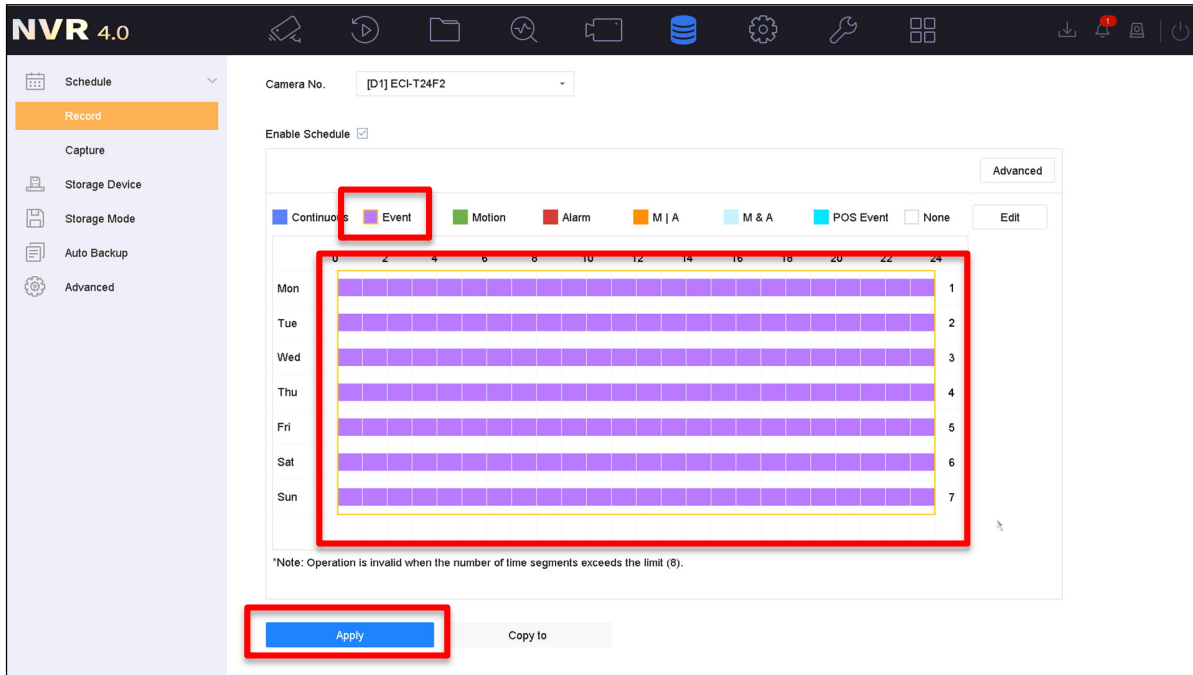 NVR 4.0
1
Schedule
Record
Capture
Storage Device
Storage Mode
Auto Backup
Advanced
Camera No. [D1] ECI-T24F2
Enable Schedule
Advanced
Continuous Event Motion Alarm M | A M & A POS Event None Edit
0 2 4 6 8 10 12 14 16 18 20 22 24
Mon 1
Tue 2
Wed 3
Thu 4
Fri 5
Sat 6
Sun 7
*Note: Operation is invalid when the number of time segments exceeds the limit (8).
Apply Copy to